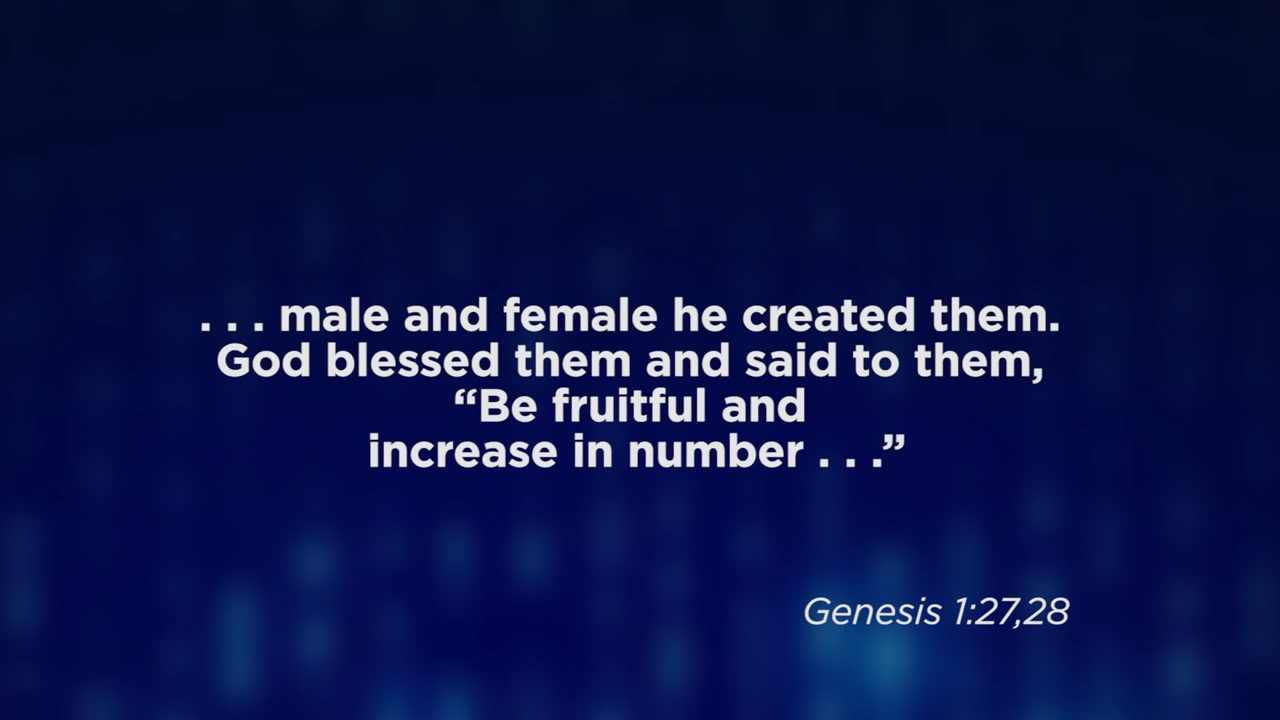 . . . male and female he created them.
God blessed them and said to them,
“Be fruitful and
increase in number . . .”
Genesis 1:27,28